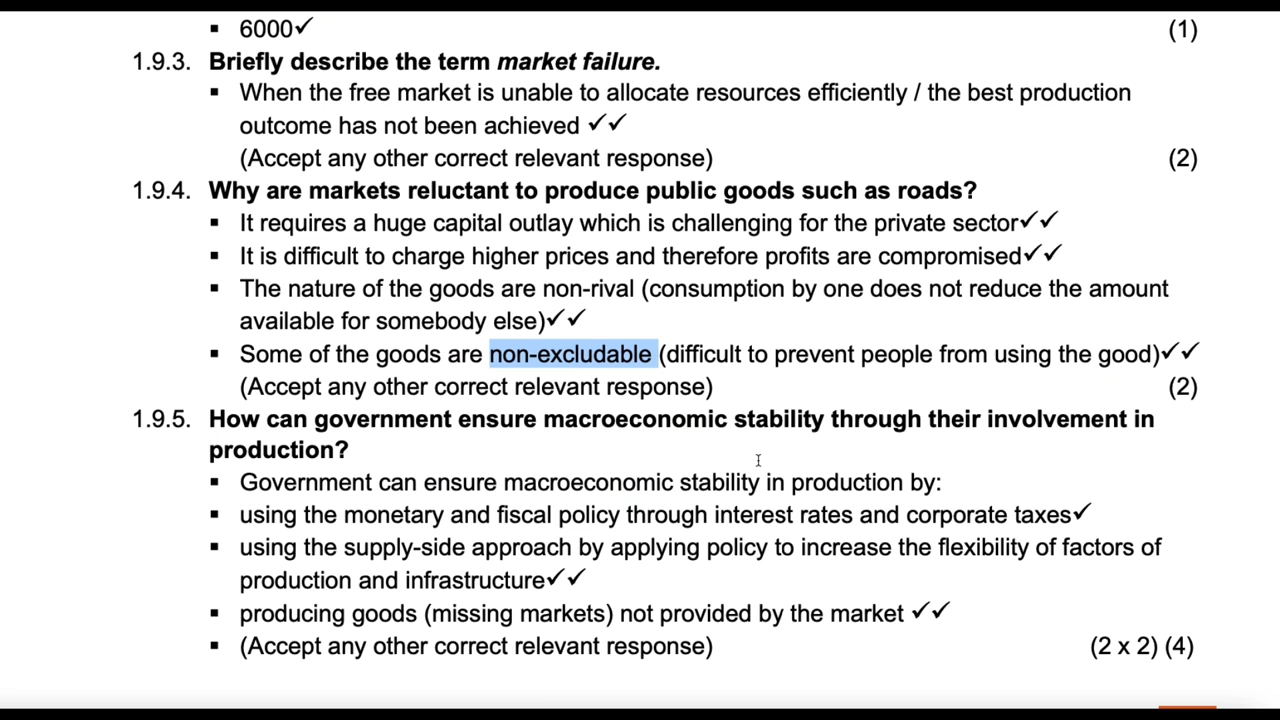 ▪ 6000✓ (1)
1.9.3. Briefly describe the term market failure.
▪ When the free market is unable to allocate resources efficiently / the best production
outcome has not been achieved ✓✓
(Accept any other correct relevant response) (2)
1.9.4. Why are markets reluctant to produce public goods such as roads?
▪ It requires a huge capital outlay which is challenging for the private sector✓✓
▪ It is difficult to charge higher prices and therefore profits are compromised✓✓
▪ The nature of the goods are non-rival (consumption by one does not reduce the amount
available for somebody else)✓✓
▪ Some of the goods are non-excludable (difficult to prevent people from using the good)✓✓
(Accept any other correct relevant response) (2)
1.9.5. How can government ensure macroeconomic stability through their involvement in
production?
▪ Government can ensure macroeconomic stability in production by:
▪ using the monetary and fiscal policy through interest rates and corporate taxes✓
▪ using the supply-side approach by applying policy to increase the flexibility of factors of
production and infrastructure✓✓
▪ producing goods (missing markets) not provided by the market ✓✓
▪ (Accept any other correct relevant response) (2 x 2) (4)